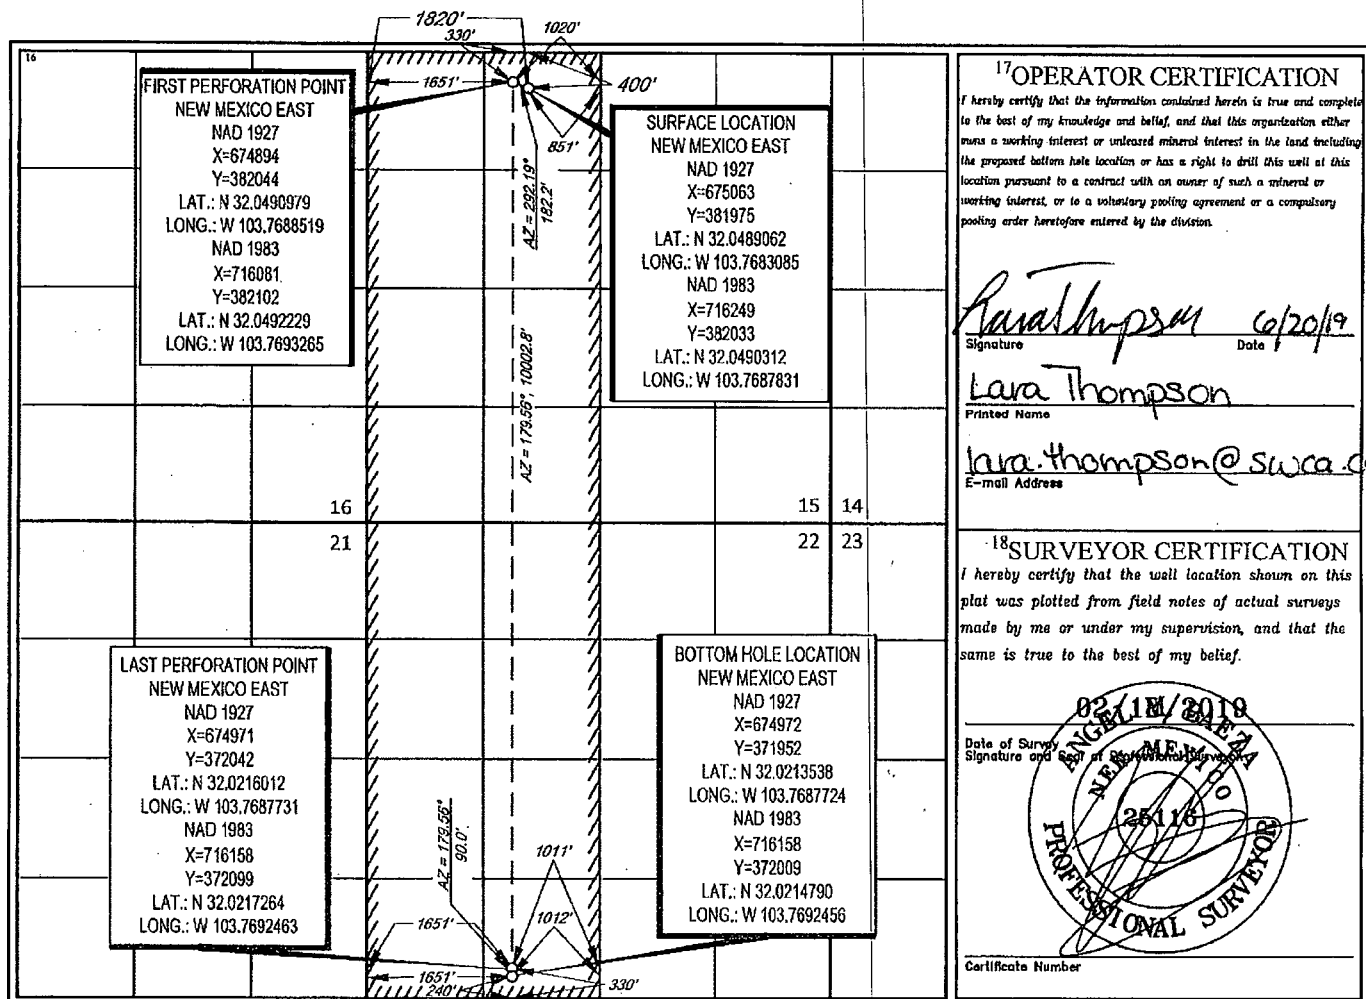 16
1820'
330'
1020'
1651'
400'
851'
AZ = 292.19°
182.2'
FIRST PERFORATION POINT
NEW MEXICO EAST
NAD 1927
X=674894
Y=382044
LAT.: N 32.0490979
LONG.: W 103.7688519
NAD 1983
X=716081
Y=382102
LAT.: N 32.0492229
LONG.: W 103.7693265
SURFACE LOCATION
NEW MEXICO EAST
NAD 1927
X=675063
Y=381975
LAT.: N 32.0489062
LONG.: W 103.7683085
NAD 1983
X=716249
Y=382033
LAT.: N 32.0490312
LONG.: W 103.7687831
AZ = 179.56°, 10002.8'
16
15 14
21
22 23
LAST PERFORATION POINT
NEW MEXICO EAST
NAD 1927
X=674971
Y=372042
LAT.: N 32.0216012
LONG.: W 103.7687731
NAD 1983
X=716158
Y=372099
LAT.: N 32.0217264
LONG.: W 103.7692463
BOTTOM HOLE LOCATION
NEW MEXICO EAST
NAD 1927
X=674972
Y=371952
LAT.: N 32.0213538
LONG.: W 103.7687724
NAD 1983
X=716158
Y=372009
LAT.: N 32.0214790
LONG.: W 103.7692456
AZ = 179.56°
90.0'
1011'
1012'
1651'
1651'
240'
330'
17 OPERATOR CERTIFICATION
I hereby certify that the information contained herein is true and complete
to the best of my knowledge and belief, and that this organization either
owns a working interest or unleased mineral interest in the land including
the proposed bottom hole location or has a right to drill this well at this
location pursuant to a contract with an owner of such a mineral or
working interest, or to a voluntary pooling agreement or a compulsory
pooling order heretofore entered by the division.
Lara Thompson 6/20/19
Signature Date
Lara Thompson
Printed Name
lara.thompson@swca.c
E-mail Address
18 SURVEYOR CERTIFICATION
I hereby certify that the well location shown on this
plat was plotted from field notes of actual surveys
made by me or under my supervision, and that the
same is true to the best of my belief.
Date of Survey
Signature and Seal of Professional Surveyor
ANGEL M. BAEZA
NEW MEXICO
25116
PROFESSIONAL SURVEYOR
Certificate Number